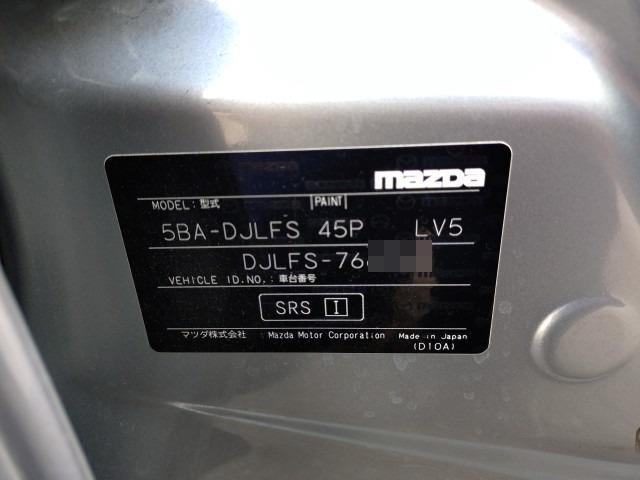 mazda
MODEL:型式 PAINT
5BA-DJLFS 45P LV5
DJLFS-76
VEHICLE ID.NO.:車台番号
SRS I
マツダ株式会社 : Mazda Motor Corporation Made in Japan
(D10A)